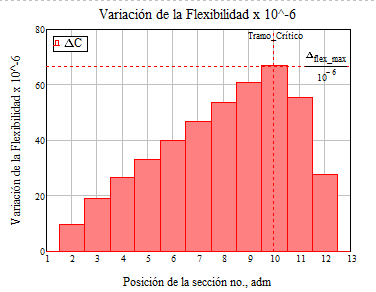 Variación de la Flexibilidad x 10^-6
Variación de la Flexibilidad x 10^-6
80
60
40
20
0
n ΔC
Tramo Crítico
Δflex_max
10^-6
1 2 3 4 5 6 7 8 9 10 11 12 13
Posición de la sección no., adm